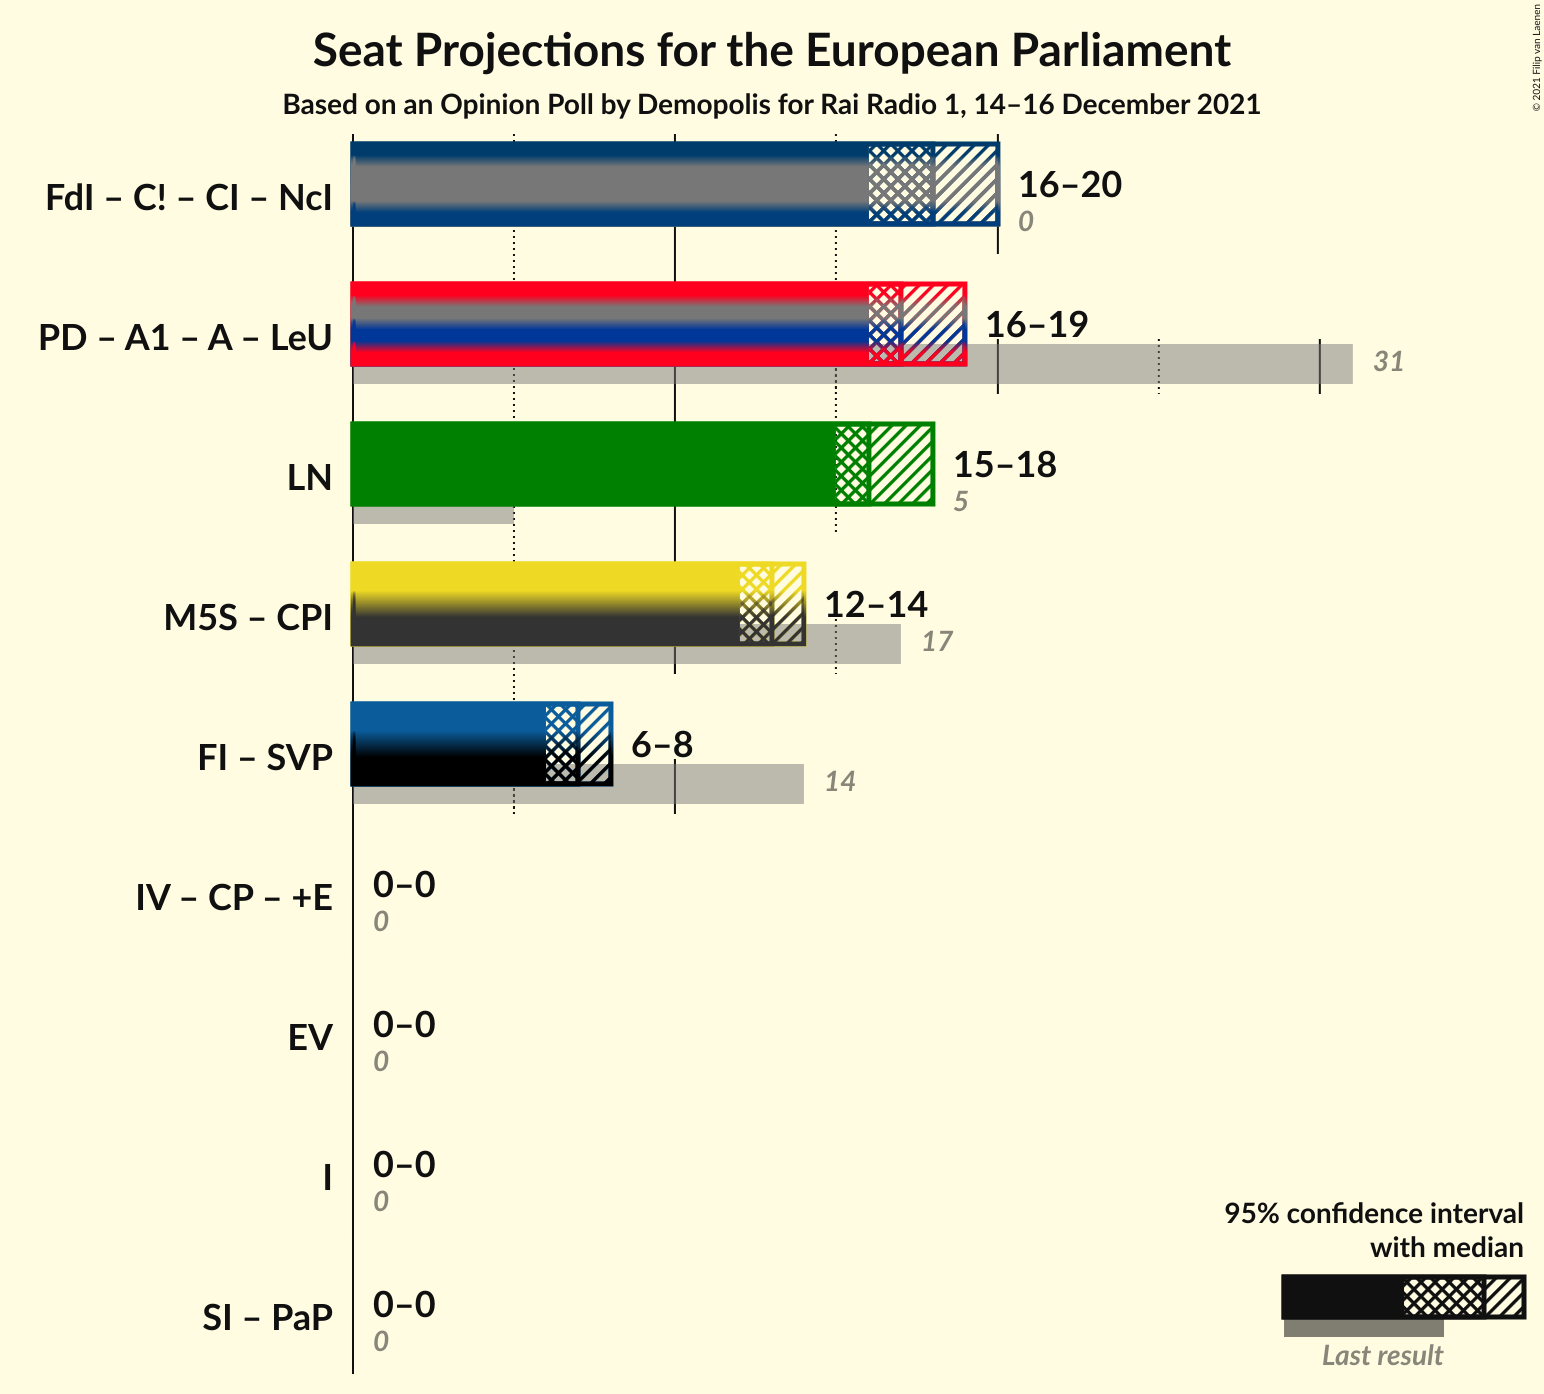 Seat Projections for the European Parliament
Based on an Opinion Poll by Demopolis for Rai Radio 1, 14–16 December 2021
© 2021 Filip van Laenen
FdI – C! – CI – NcI
16–20
0
PD – A1 – A – LeU
16–19
31
LN
15–18
5
M5S – CPI
12–14
17
FI – SVP
6–8
14
IV – CP – +E
0–0
0
EV
0–0
0
I
0–0
0
SI – PaP
0–0
0
95% confidence interval
with median
Last result